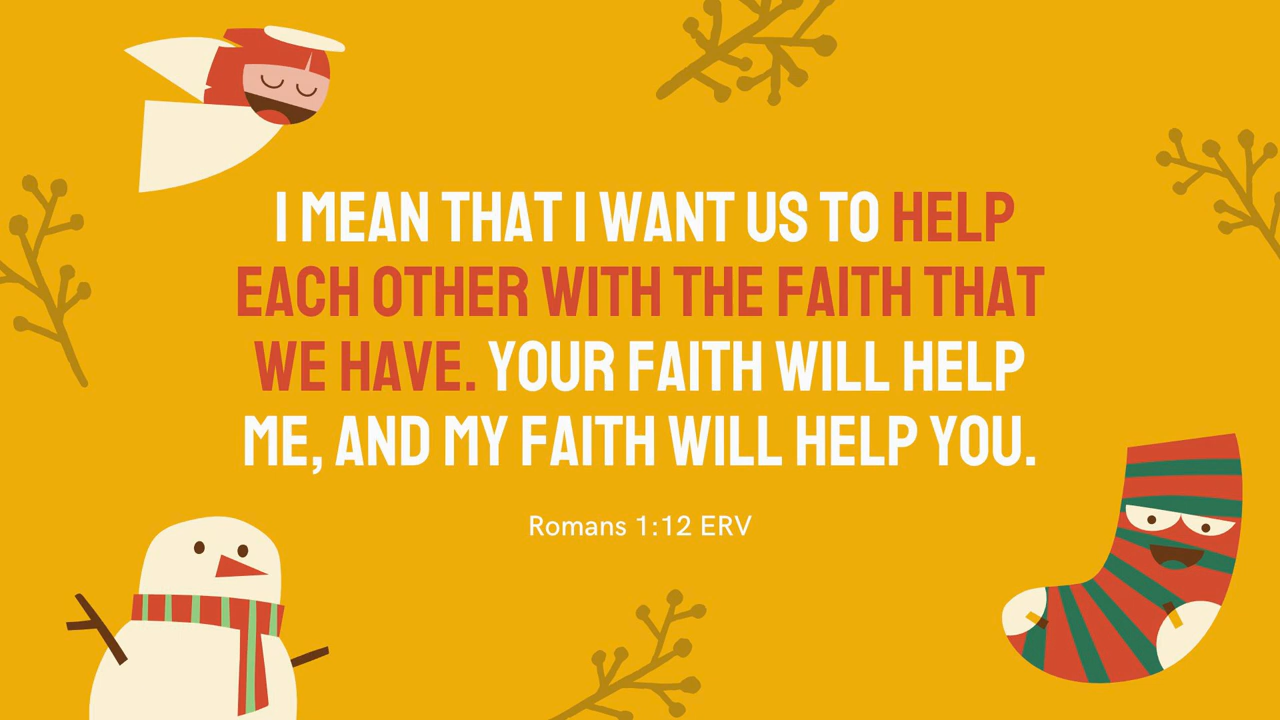 I MEAN THAT I WANT US TO HELP
EACH OTHER WITH THE FAITH THAT
WE HAVE. YOUR FAITH WILL HELP
ME, AND MY FAITH WILL HELP YOU.
Romans 1:12 ERV